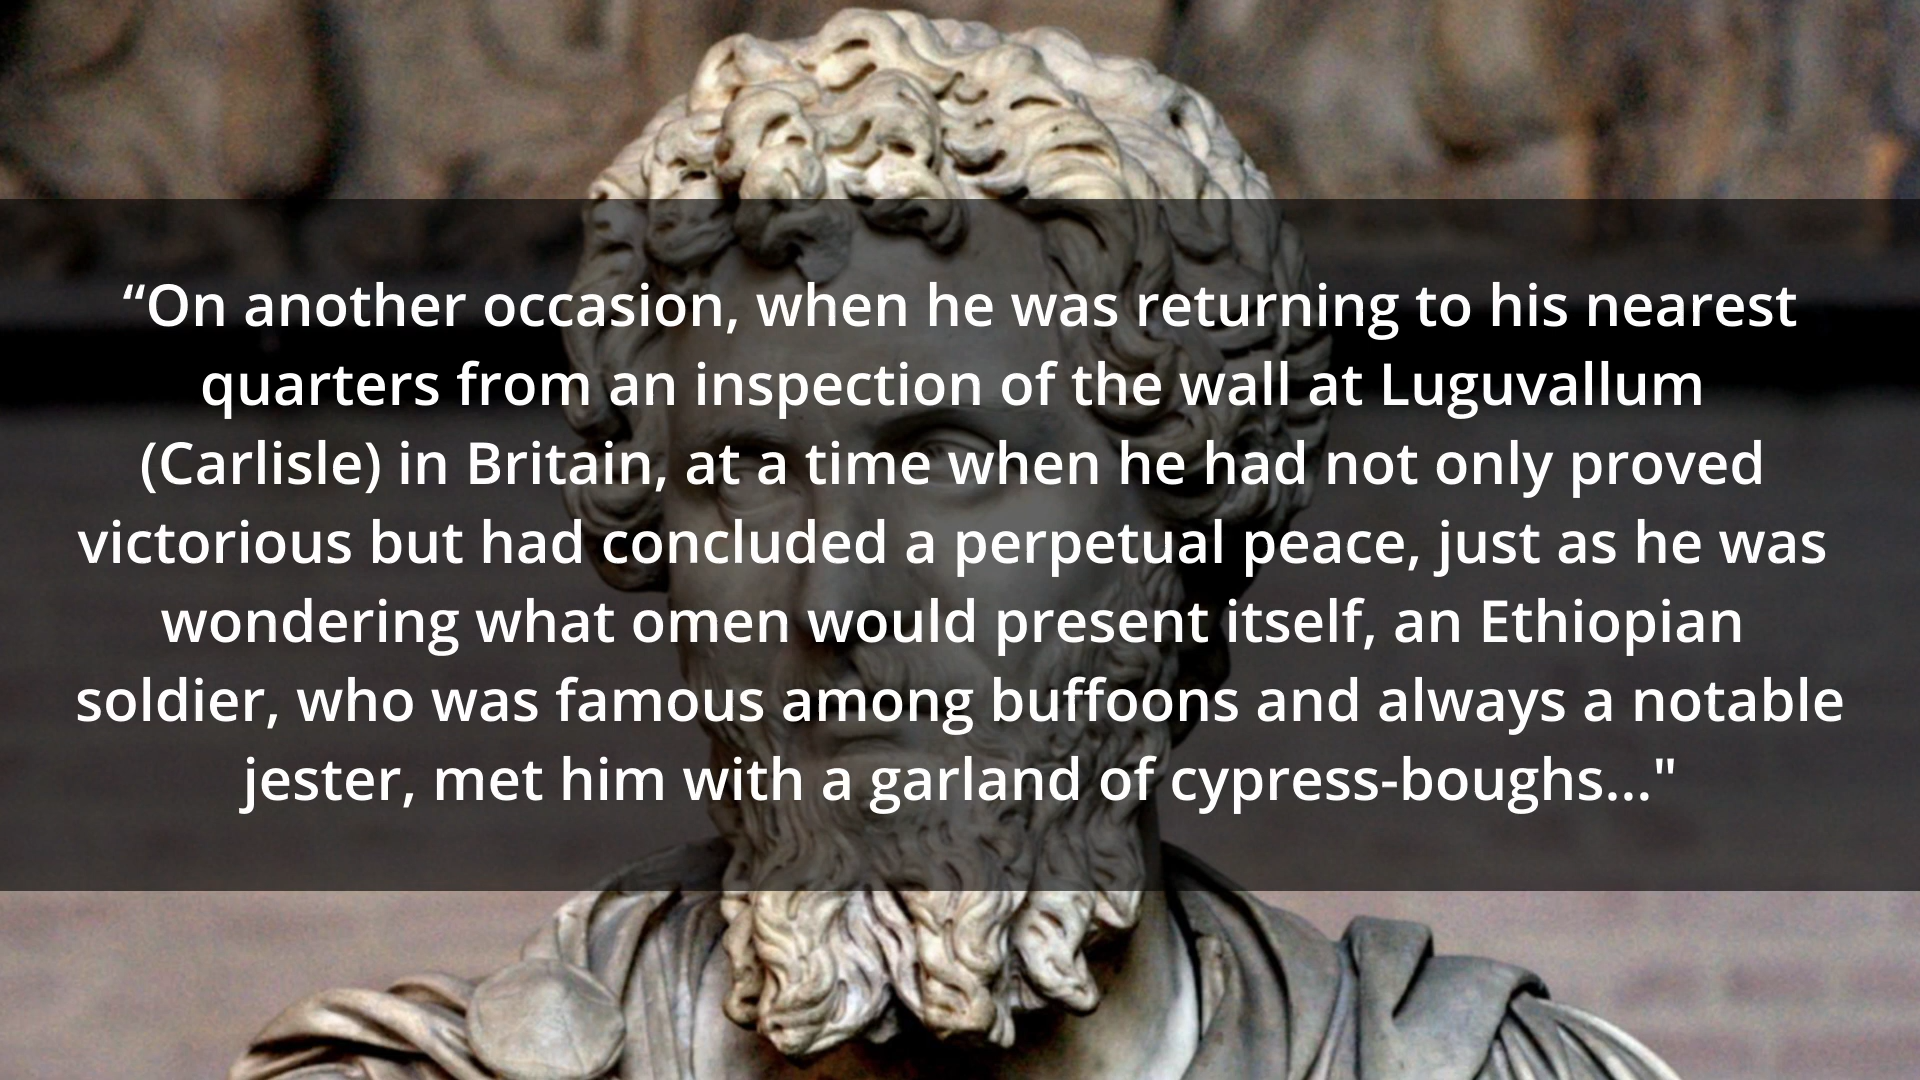 “On another occasion, when he was returning to his nearest
quarters from an inspection of the wall at Luguvallum
(Carlisle) in Britain, at a time when he had not only proved
victorious but had concluded a perpetual peace, just as he was
wondering what omen would present itself, an Ethiopian
soldier, who was famous among buffoons and always a notable
jester, met him with a garland of cypress-boughs..."